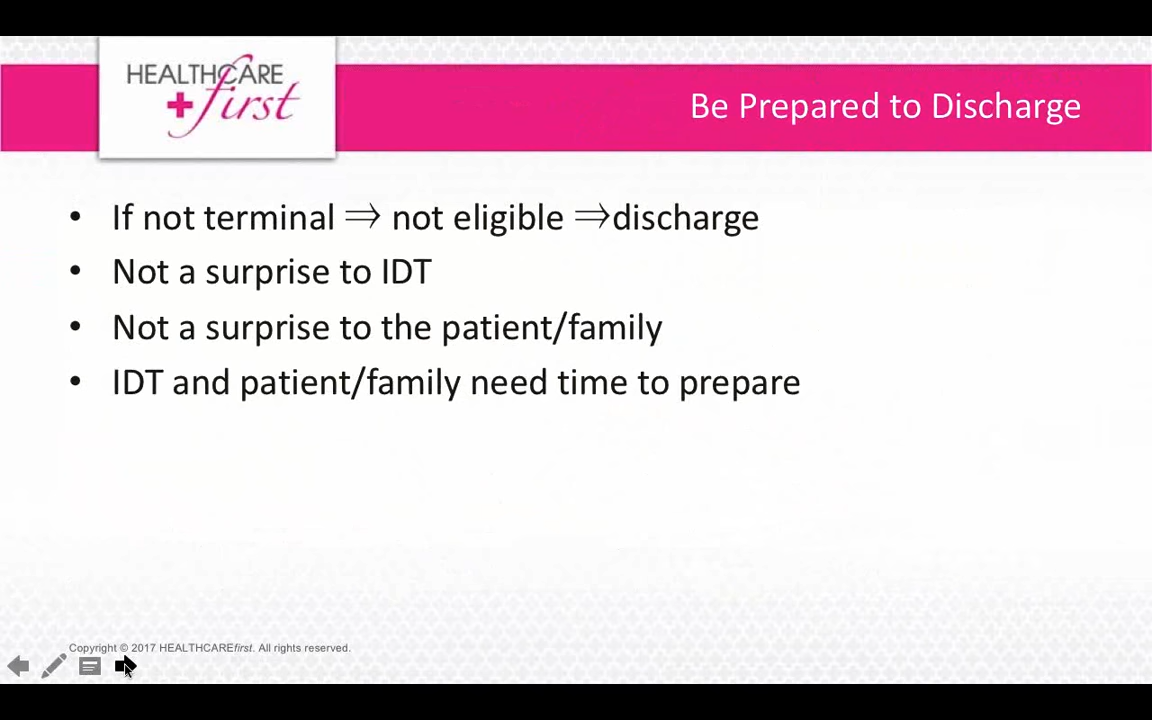 HEALTHCARE
first
Be Prepared to Discharge
• If not terminal ⇒ not eligible ⇒discharge
• Not a surprise to IDT
• Not a surprise to the patient/family
• IDT and patient/family need time to prepare
Copyright © 2017 HEALTHCAREfirst. All rights reserved.